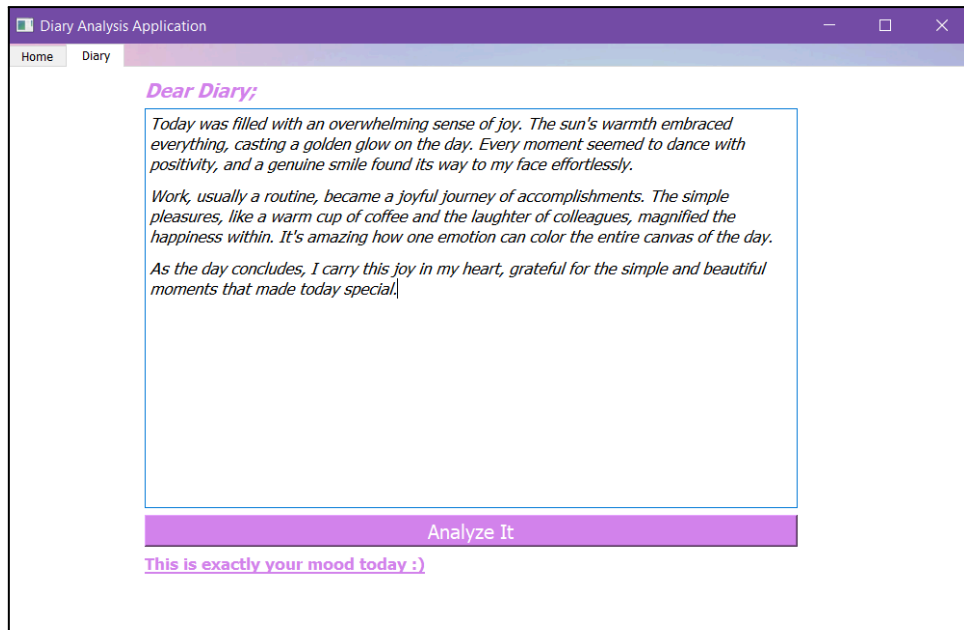 Diary Analysis Application
Home Diary
Dear Diary;
Today was filled with an overwhelming sense of joy. The sun's warmth embraced
everything, casting a golden glow on the day. Every moment seemed to dance with
positivity, and a genuine smile found its way to my face effortlessly.
Work, usually a routine, became a joyful journey of accomplishments. The simple
pleasures, like a warm cup of coffee and the laughter of colleagues, magnified the
happiness within. It's amazing how one emotion can color the entire canvas of the day.
As the day concludes, I carry this joy in my heart, grateful for the simple and beautiful
moments that made today special.
Analyze It
This is exactly your mood today :)